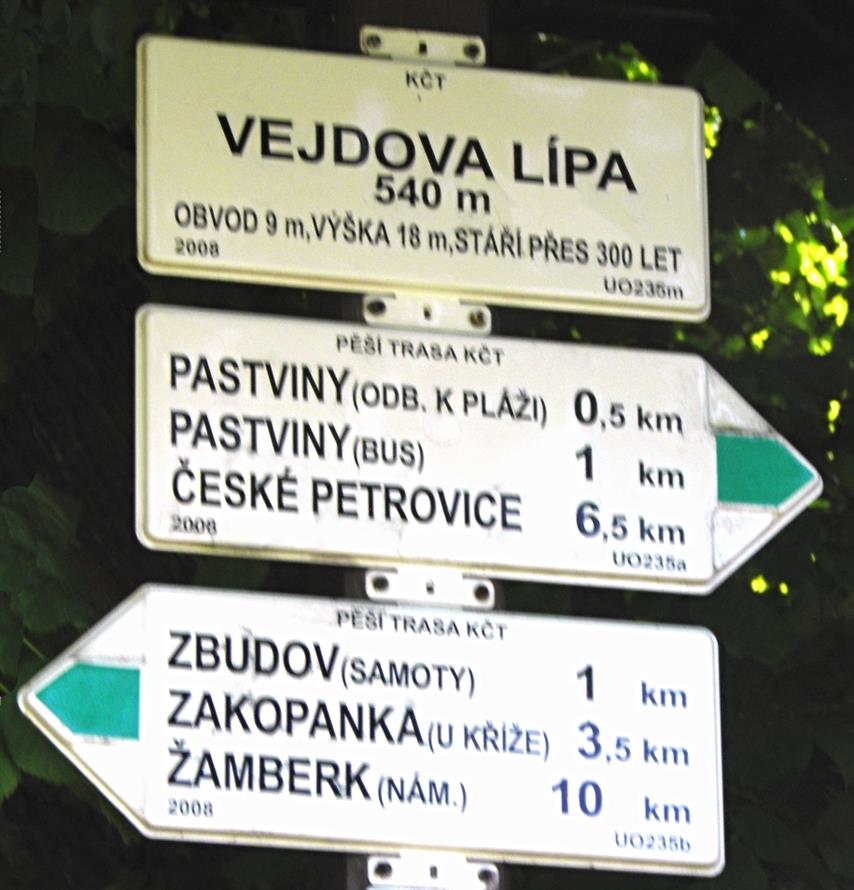 KČT
VEJDOVA LÍPA
540 m
OBVOD 9 m,VÝŠKA 18 m,STÁŘÍ PŘES 300 LET
2008
UO235m
PĚŠÍ TRASA KČT
PASTVINY(ODB. K PLÁŽI) 0,5 km
PASTVINY(BUS) 1 km
ČESKÉ PETROVICE 6,5 km
2008
UO235a
PĚŠÍ TRASA KČT
ZBUDOV(SAMOTY) 1 km
ZAKOPANKA(U KŘÍŽE) 3,5 km
ŽAMBERK(NÁM.) 10 km
2008
UO235b